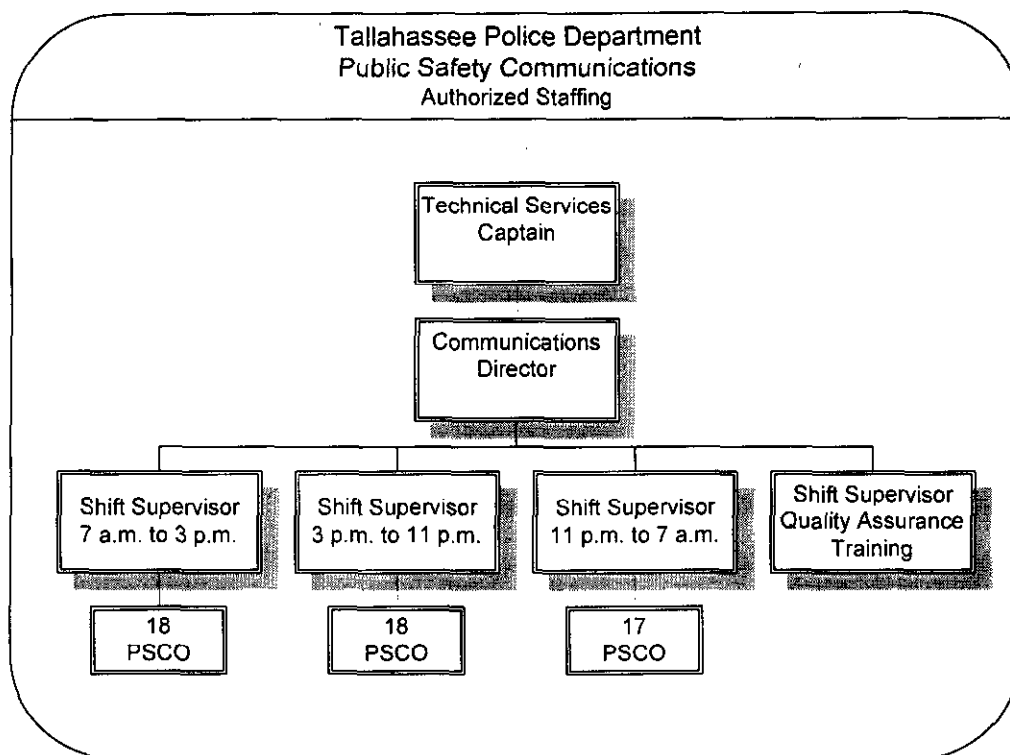 Tallahassee Police Department
Public Safety Communications
Authorized Staffing
Technical Services
Captain
Communications
Director
Shift Supervisor
7 a.m. to 3 p.m.
Shift Supervisor
3 p.m. to 11 p.m.
Shift Supervisor
11 p.m. to 7 a.m.
Shift Supervisor
Quality Assurance
Training
18
PSCO
18
PSCO
17
PSCO